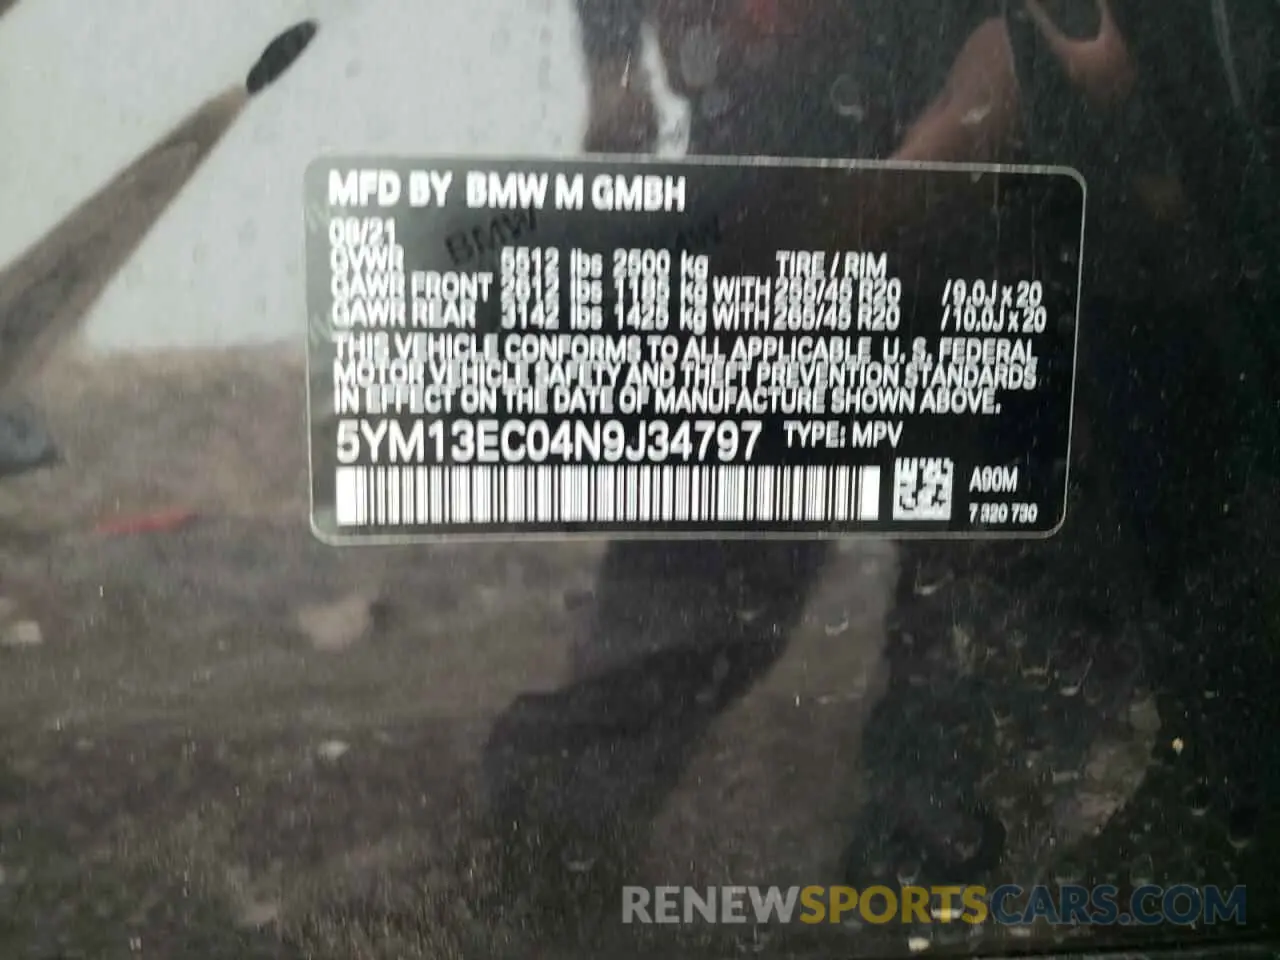 MFD BY BMW M GMBH
08/21
GVWR 5512 lbs 2500 kg TIRE / RIM
GAWR FRONT 2612 lbs 1185 kg WITH 255/45 R20 /9.0J x 20
GAWR REAR 3142 lbs 1425 kg WITH 265/45 R20 /10.0J x 20
THIS VEHICLE CONFORMS TO ALL APPLICABLE U. S. FEDERAL
MOTOR VEHICLE SAFETY AND THEFT PREVENTION STANDARDS
IN EFFECT ON THE DATE OF MANUFACTURE SHOWN ABOVE.
5YM13EC04N9J34797 TYPE: MPV
A90M
7 320 730
BMW
RENEWSPORTSCARS.COM